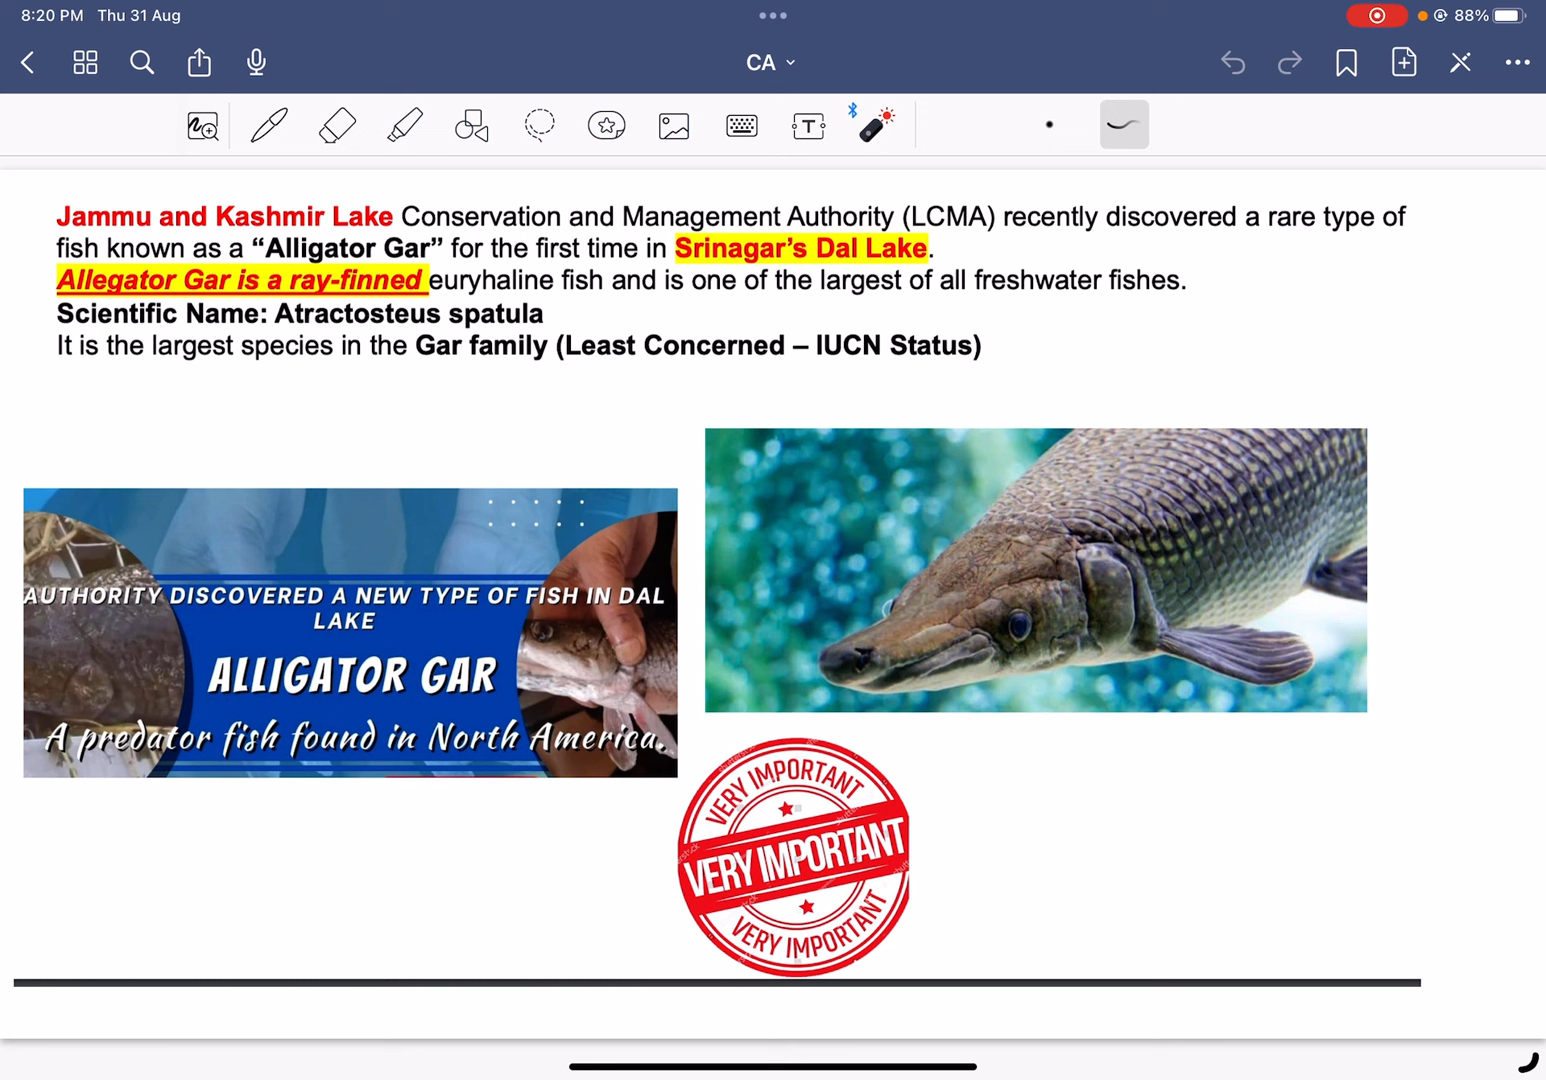 8:20 PM Thu 31 Aug
88%
CA
T
Jammu and Kashmir Lake Conservation and Management Authority (LCMA) recently discovered a rare type of
fish known as a “Alligator Gar” for the first time in Srinagar’s Dal Lake.
Allegator Gar is a ray-finned euryhaline fish and is one of the largest of all freshwater fishes.
Scientific Name: Atractosteus spatula
It is the largest species in the Gar family (Least Concerned – IUCN Status)
AUTHORITY DISCOVERED A NEW TYPE OF FISH IN DAL
LAKE
ALLIGATOR GAR
A predator fish found in North America.
VERY IMPORTANT
VERY IMPORTANT
VERY IMPORTANT